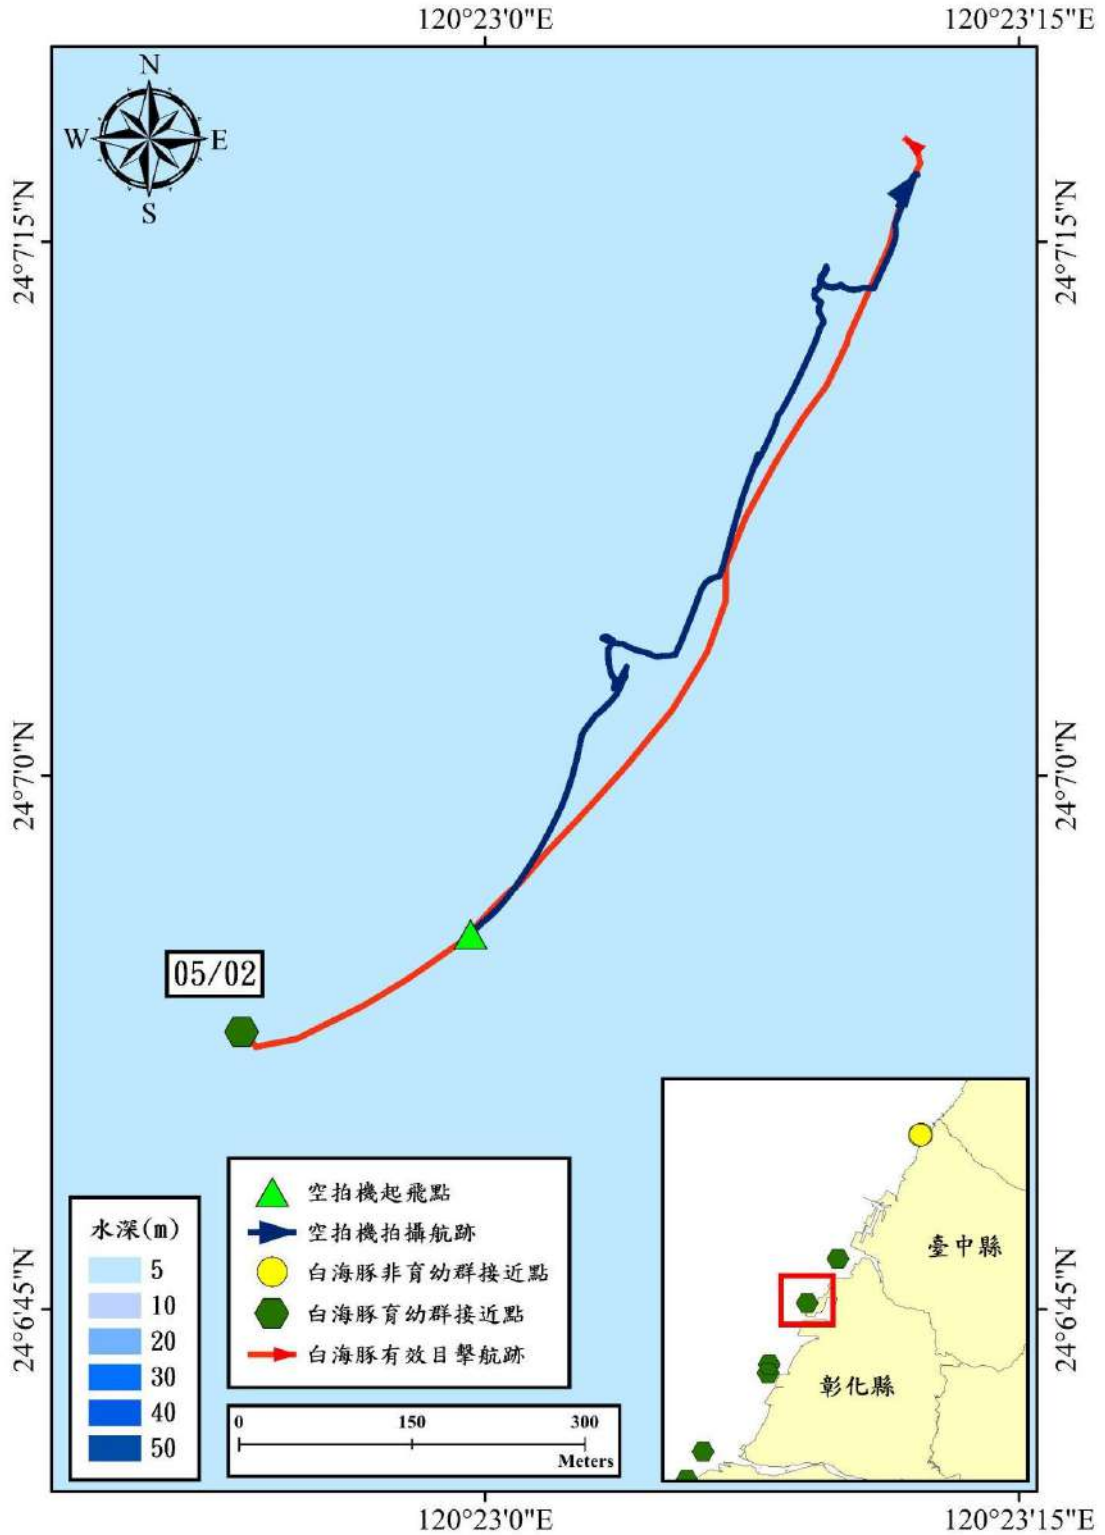 120°23'0"E
120°23'15"E
N
W
E
S
24°7'15"N
24°7'15"N
24°7'0"N
24°7'0"N
05/02
空拍機起飛點
空拍機拍攝航跡
白海豚非育幼群接近點
白海豚育幼群接近點
白海豚有效目擊航跡
水深(m)
5
10
20
30
40
50
0
150
300
Meters
臺中縣
彰化縣
24°6'45"N
24°6'45"N
120°23'0"E
120°23'15"E